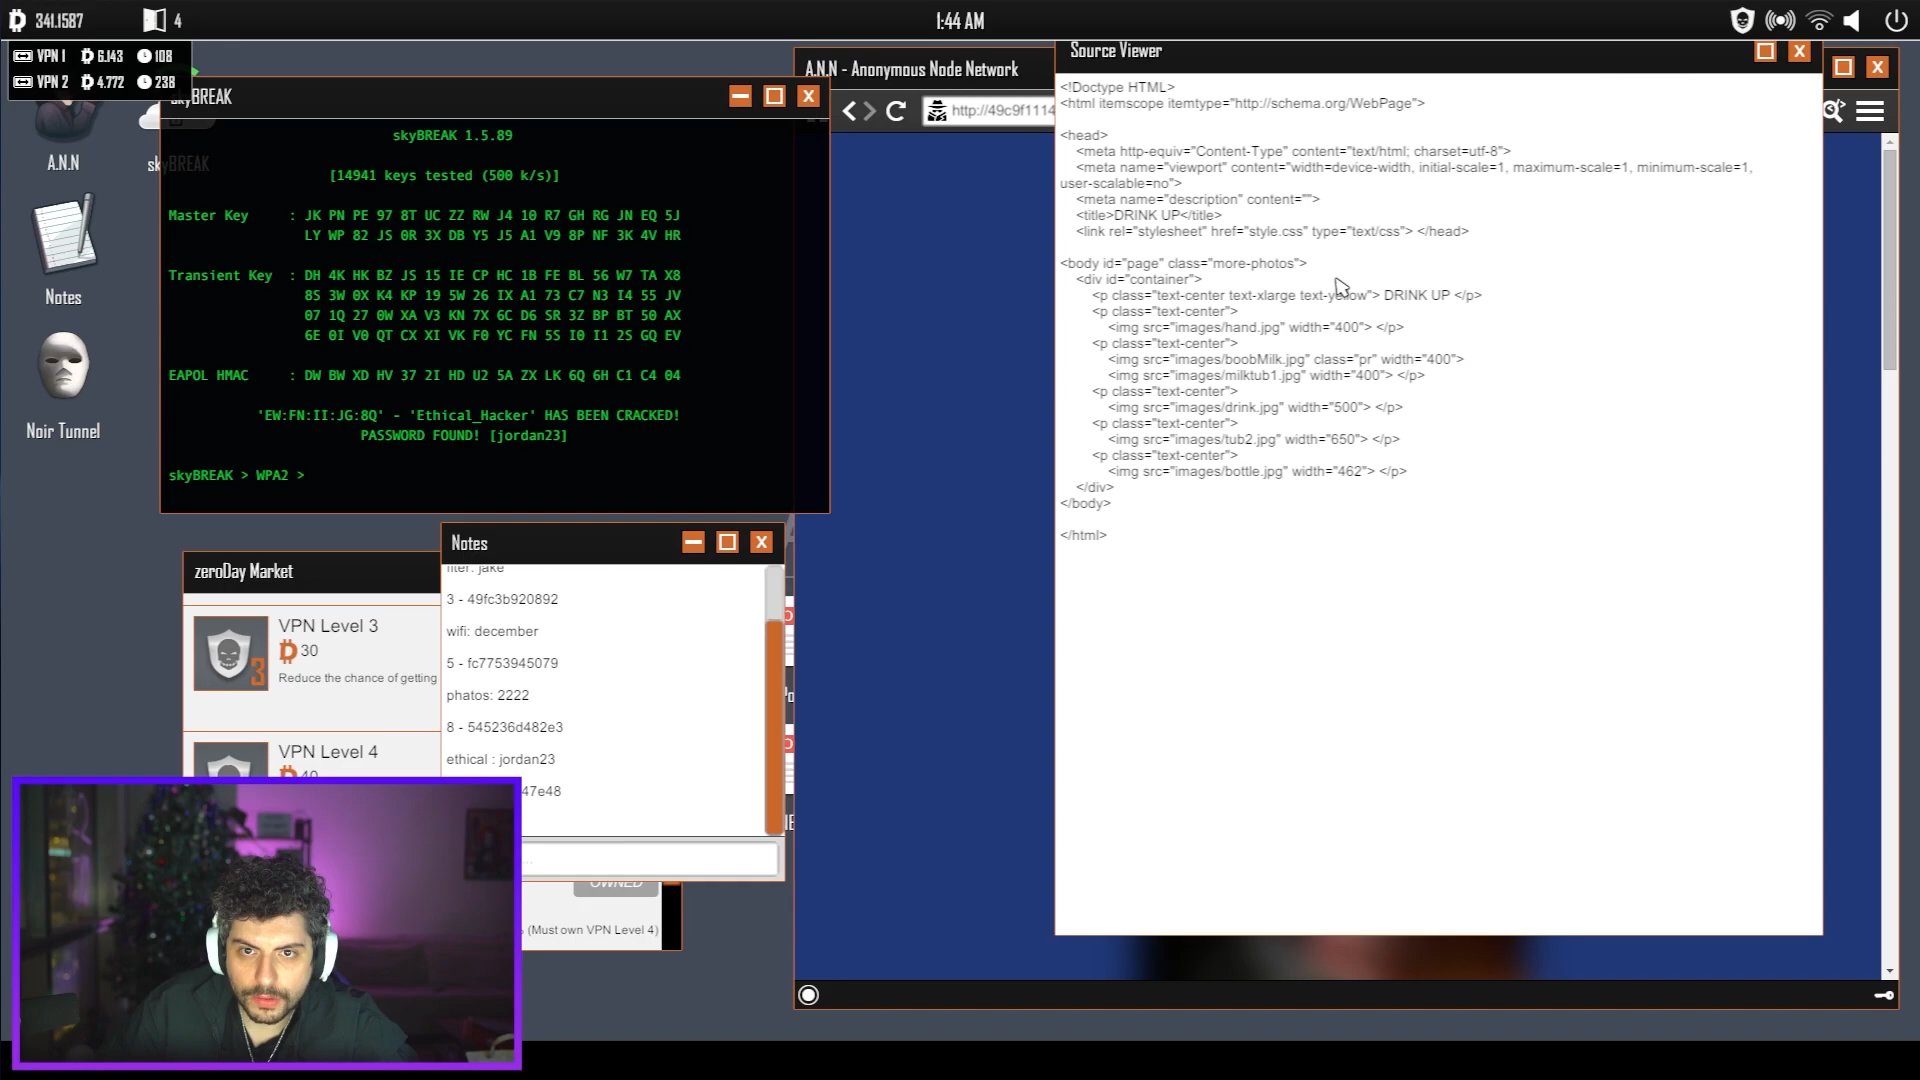 341.1587
4
1:44 AM
VPN 1 6.143 108
VPN 2 4.772 238
A.N.N
Notes
Noir Tunnel
skyBREAK
skyBREAK
skyBREAK 1.5.89
[14941 keys tested (500 k/s)]
Master Key : JK PN PE 97 8T UC ZZ RW J4 10 R7 GH RG JN EQ 5J
LY WP 82 JS 0R 3X DB Y5 J5 A1 V9 8P NF 3K 4V HR
Transient Key : DH 4K HK BZ JS 15 IE CP HC 1B FE BL 56 W7 TA X8
8S 3W 0X K4 KP 19 5W 26 IX A1 73 C7 N3 I4 55 JV
07 1Q 27 0W XA V3 KN 7X 6C D6 SR 3Z BP BT 50 AX
6E 0I V0 QT CX XI VK F0 YC FN 5S I0 I1 2S GQ EV
EAPOL HMAC : DW BW XD HV 37 2I HD U2 5A ZX LK 6Q 6H C1 C4 04
'EW:FN:II:JG:8Q' - 'Ethical_Hacker' HAS BEEN CRACKED!
PASSWORD FOUND! [jordan23]
skyBREAK > WPA2 >
zeroDay Market
VPN Level 3
30
Reduce the chance of getting
VPN Level 4
40
OWNED
(Must own VPN Level 4)
Notes
jake
3 - 49fc3b920892
wifi: december
5 - fc7753945079
phatos: 2222
8 - 545236d482e3
ethical : jordan23
47e48
A.N.N - Anonymous Node Network
http://49c9f1114
Source Viewer
<!Doctype HTML>
<html itemscope itemtype="http://schema.org/WebPage">
<head>
<meta http-equiv="Content-Type" content="text/html; charset=utf-8">
<meta name="viewport" content="width=device-width, initial-scale=1, maximum-scale=1, minimum-scale=1,
user-scalable=no">
<meta name="description" content="">
<title>DRINK UP</title>
<link rel="stylesheet" href="style.css" type="text/css"> </head>
<body id="page" class="more-photos">
<div id="container">
<p class="text-center text-xlarge text-yellow"> DRINK UP </p>
<p class="text-center">
<img src="images/hand.jpg" width="400"> </p>
<p class="text-center">
<img src="images/boobMilk.jpg" class="pr" width="400">
<img src="images/milktub1.jpg" width="400"> </p>
<p class="text-center">
<img src="images/drink.jpg" width="500"> </p>
<p class="text-center">
<img src="images/tub2.jpg" width="650"> </p>
<p class="text-center">
<img src="images/bottle.jpg" width="462"> </p>
</div>
</body>
</html>